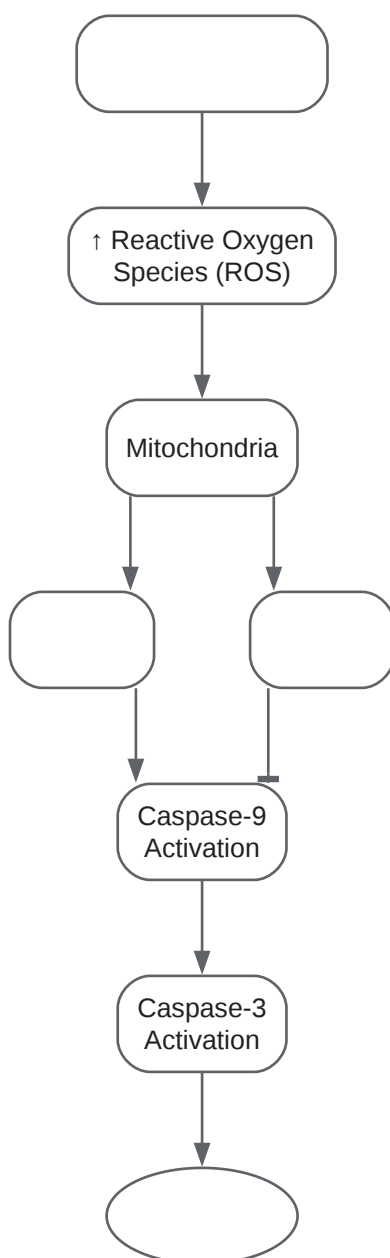 ↑ Reactive Oxygen
Species (ROS)
Mitochondria
Caspase-9
Activation
Caspase-3
Activation